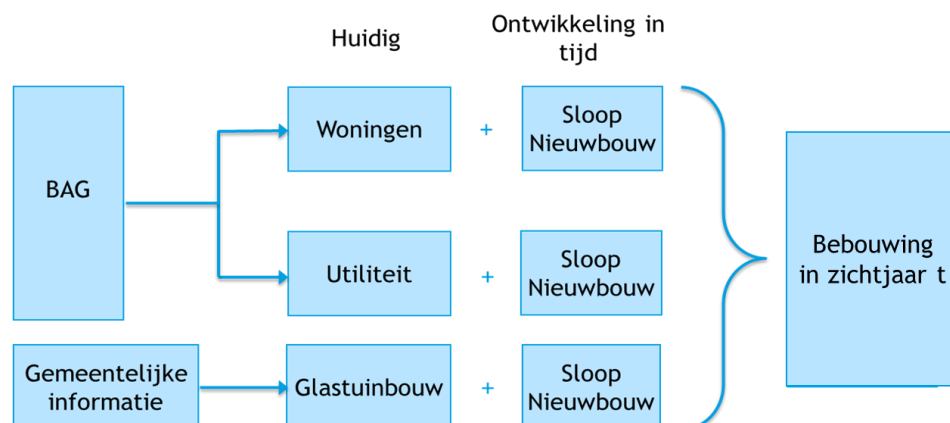 Huidig
Ontwikkeling in
tijd
BAG
Woningen
+
Sloop
Nieuwbouw
Utiliteit
+
Sloop
Nieuwbouw
Gemeentelijke
informatie
Glastuinbouw
+
Sloop
Nieuwbouw
Bebouwing
in zichtjaar t